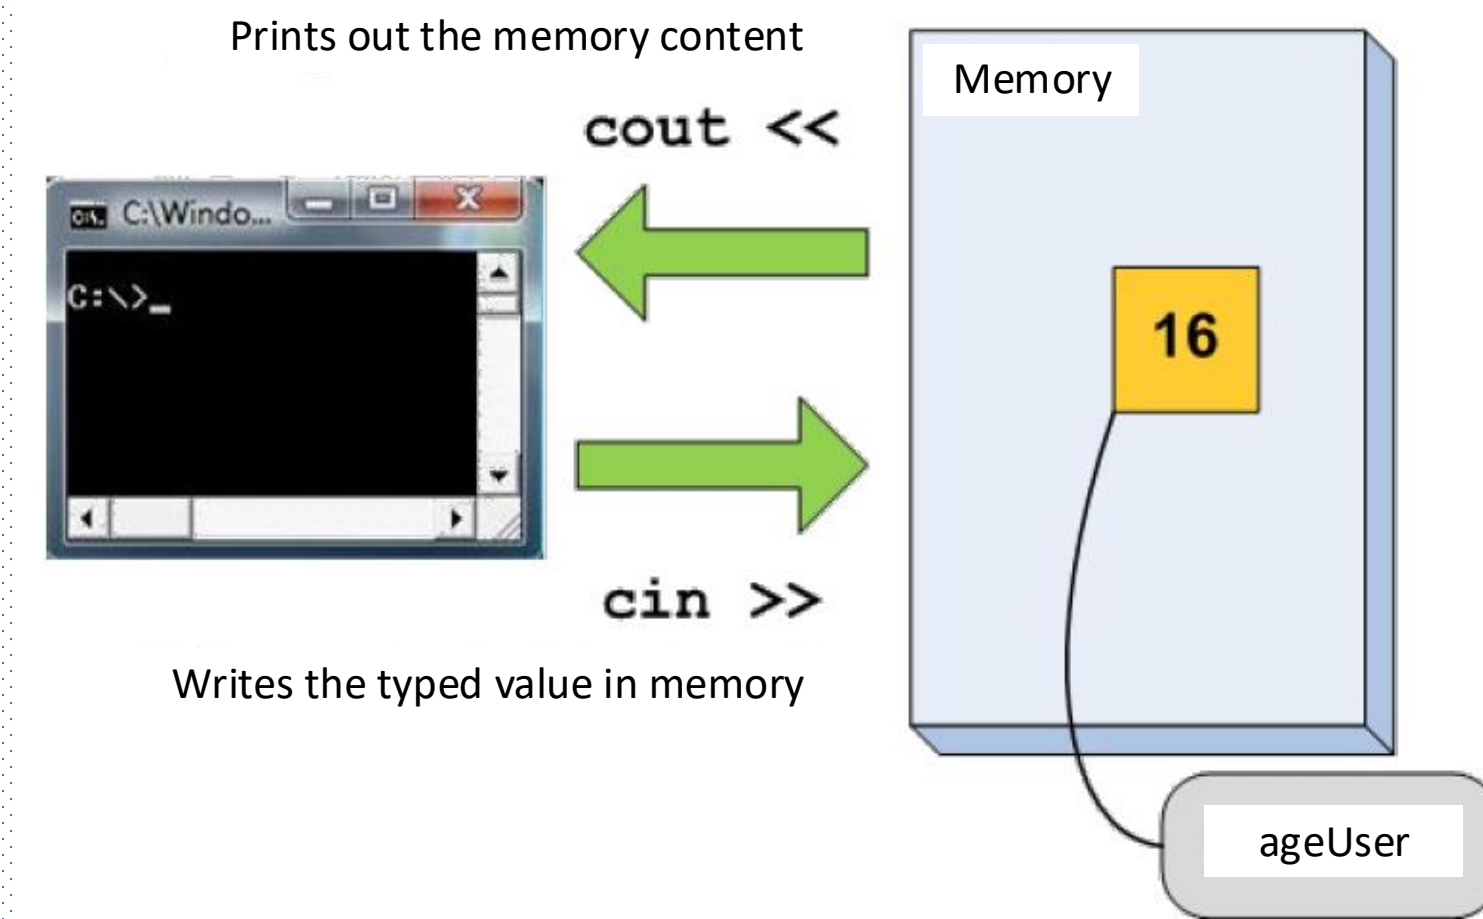 Prints out the memory content
Memory
cout <<
C:\Windo...
C:\>_
16
cin >>
Writes the typed value in memory
ageUser